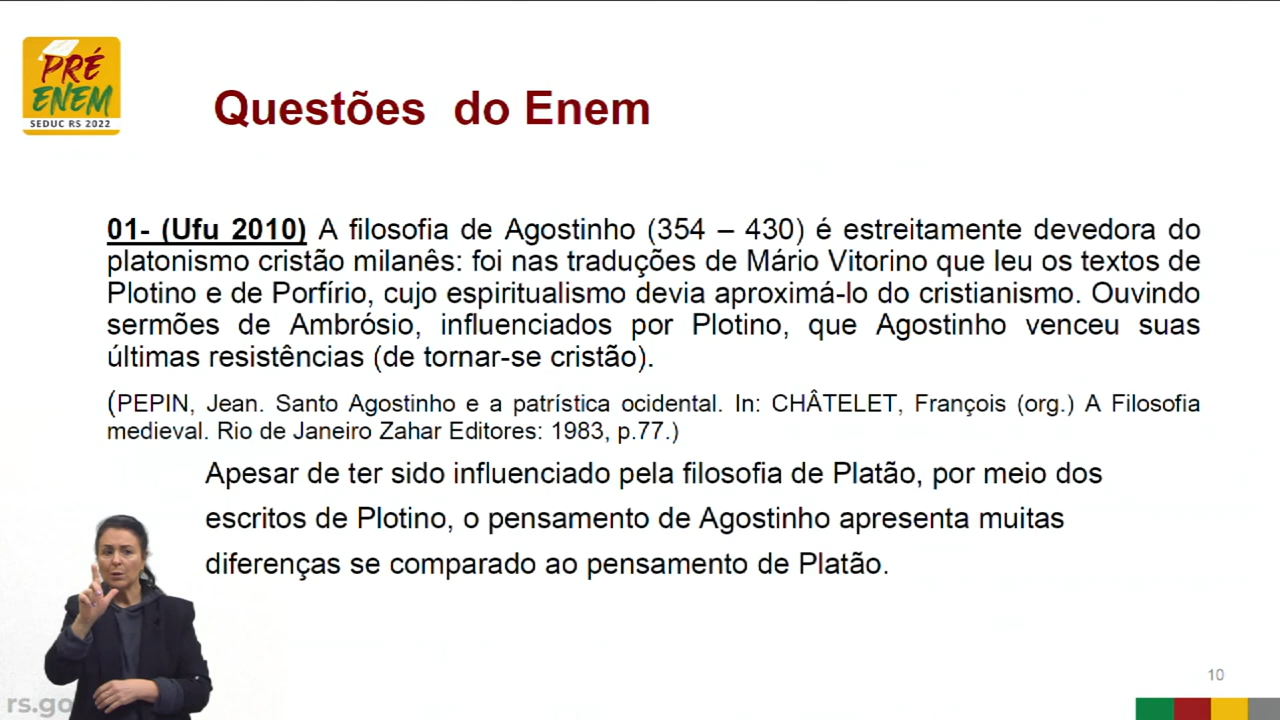 PRÉ
ENEM
SEDUC RS 2022
Questões do Enem
01- (Ufu 2010) A filosofia de Agostinho (354 – 430) é estreitamente devedora do
platonismo cristão milanês: foi nas traduções de Mário Vitorino que leu os textos de
Plotino e de Porfírio, cujo espiritualismo devia aproximá-lo do cristianismo. Ouvindo
sermões de Ambrósio, influenciados por Plotino, que Agostinho venceu suas
últimas resistências (de tornar-se cristão).
(PEPIN, Jean. Santo Agostinho e a patrística ocidental. In: CHÂTELET, François (org.) A Filosofia
medieval. Rio de Janeiro Zahar Editores: 1983, p.77.)
Apesar de ter sido influenciado pela filosofia de Platão, por meio dos
escritos de Plotino, o pensamento de Agostinho apresenta muitas
diferenças se comparado ao pensamento de Platão.
10
rs.go